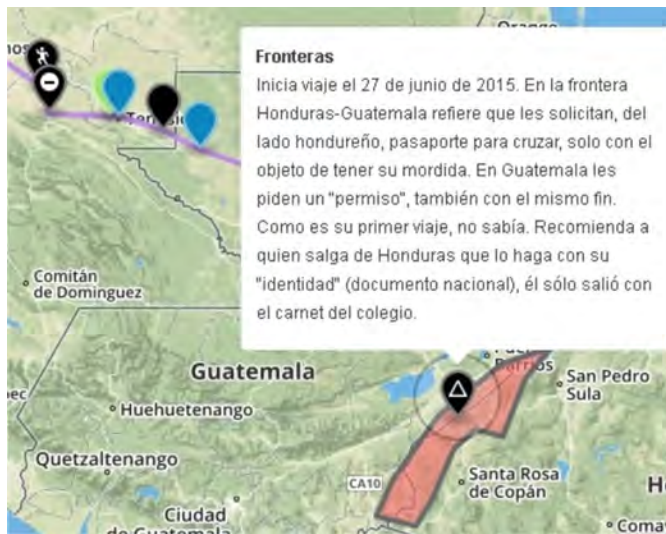 Fronteras
Inicia viaje el 27 de junio de 2015. En la frontera
Honduras-Guatemala refiere que les solicitan, del
lado hondureño, pasaporte para cruzar, solo con el
objeto de tener su mordida. En Guatemala les
piden un "permiso", también con el mismo fin.
Como es su primer viaje, no sabía. Recomienda a
quien salga de Honduras que lo haga con su
"identidad" (documento nacional), él sólo salió con
el carnet del colegio.
Comitán
de Domínguez
Guatemala
Barrios
San Pedro
Sula
Huehuetenango
Quetzaltenango
CA10
Santa Rosa
de Copán
Ciudad
de Guatemala